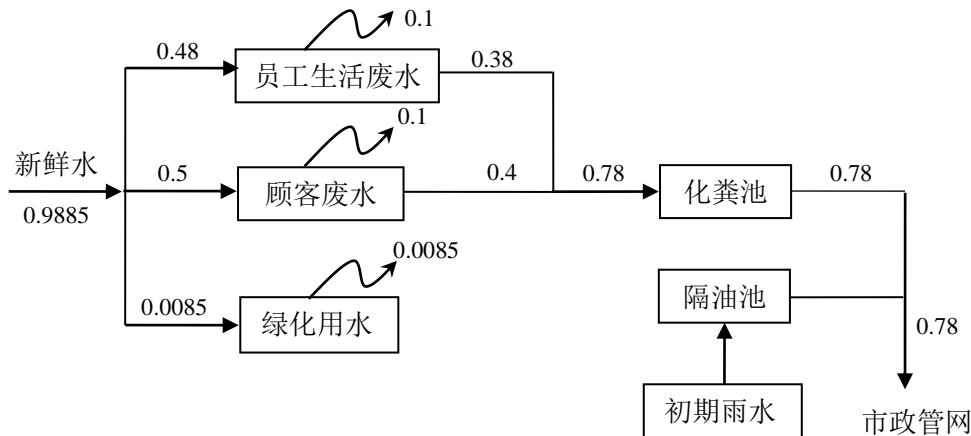 0.1
0.48
员工生活废水
0.38
0.1
新鲜水
0.9885
0.5
顾客废水
0.4
0.78
化粪池
0.78
0.0085
0.0085
绿化用水
隔油池
0.78
初期雨水
市政管网